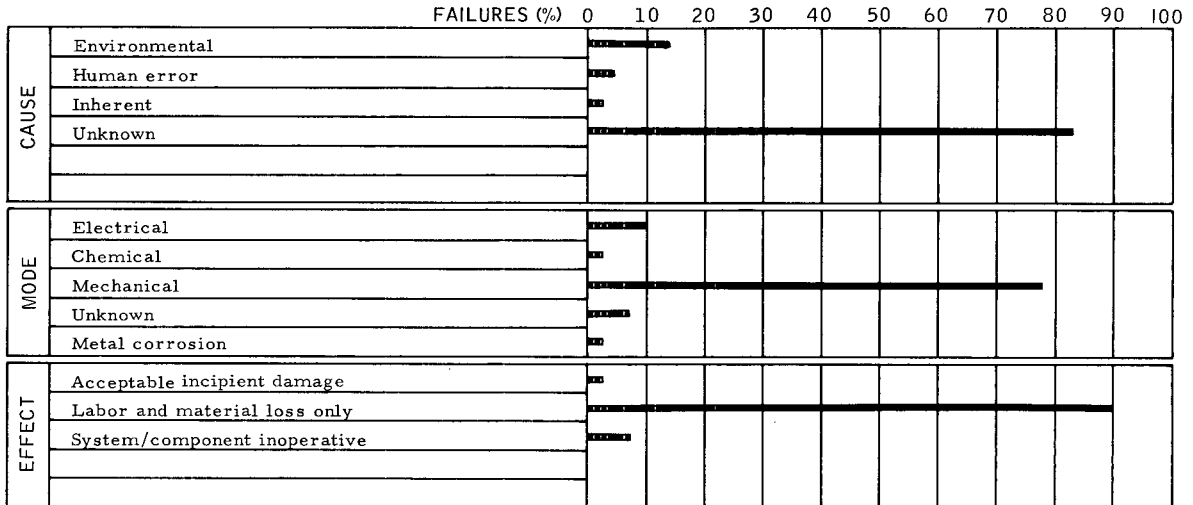 FAILURES (%) 0 10 20 30 40 50 60 70 80 90 100
CAUSE
Environmental
Human error
Inherent
Unknown
MODE
Electrical
Chemical
Mechanical
Unknown
Metal corrosion
EFFECT
Acceptable incipient damage
Labor and material loss only
System/component inoperative